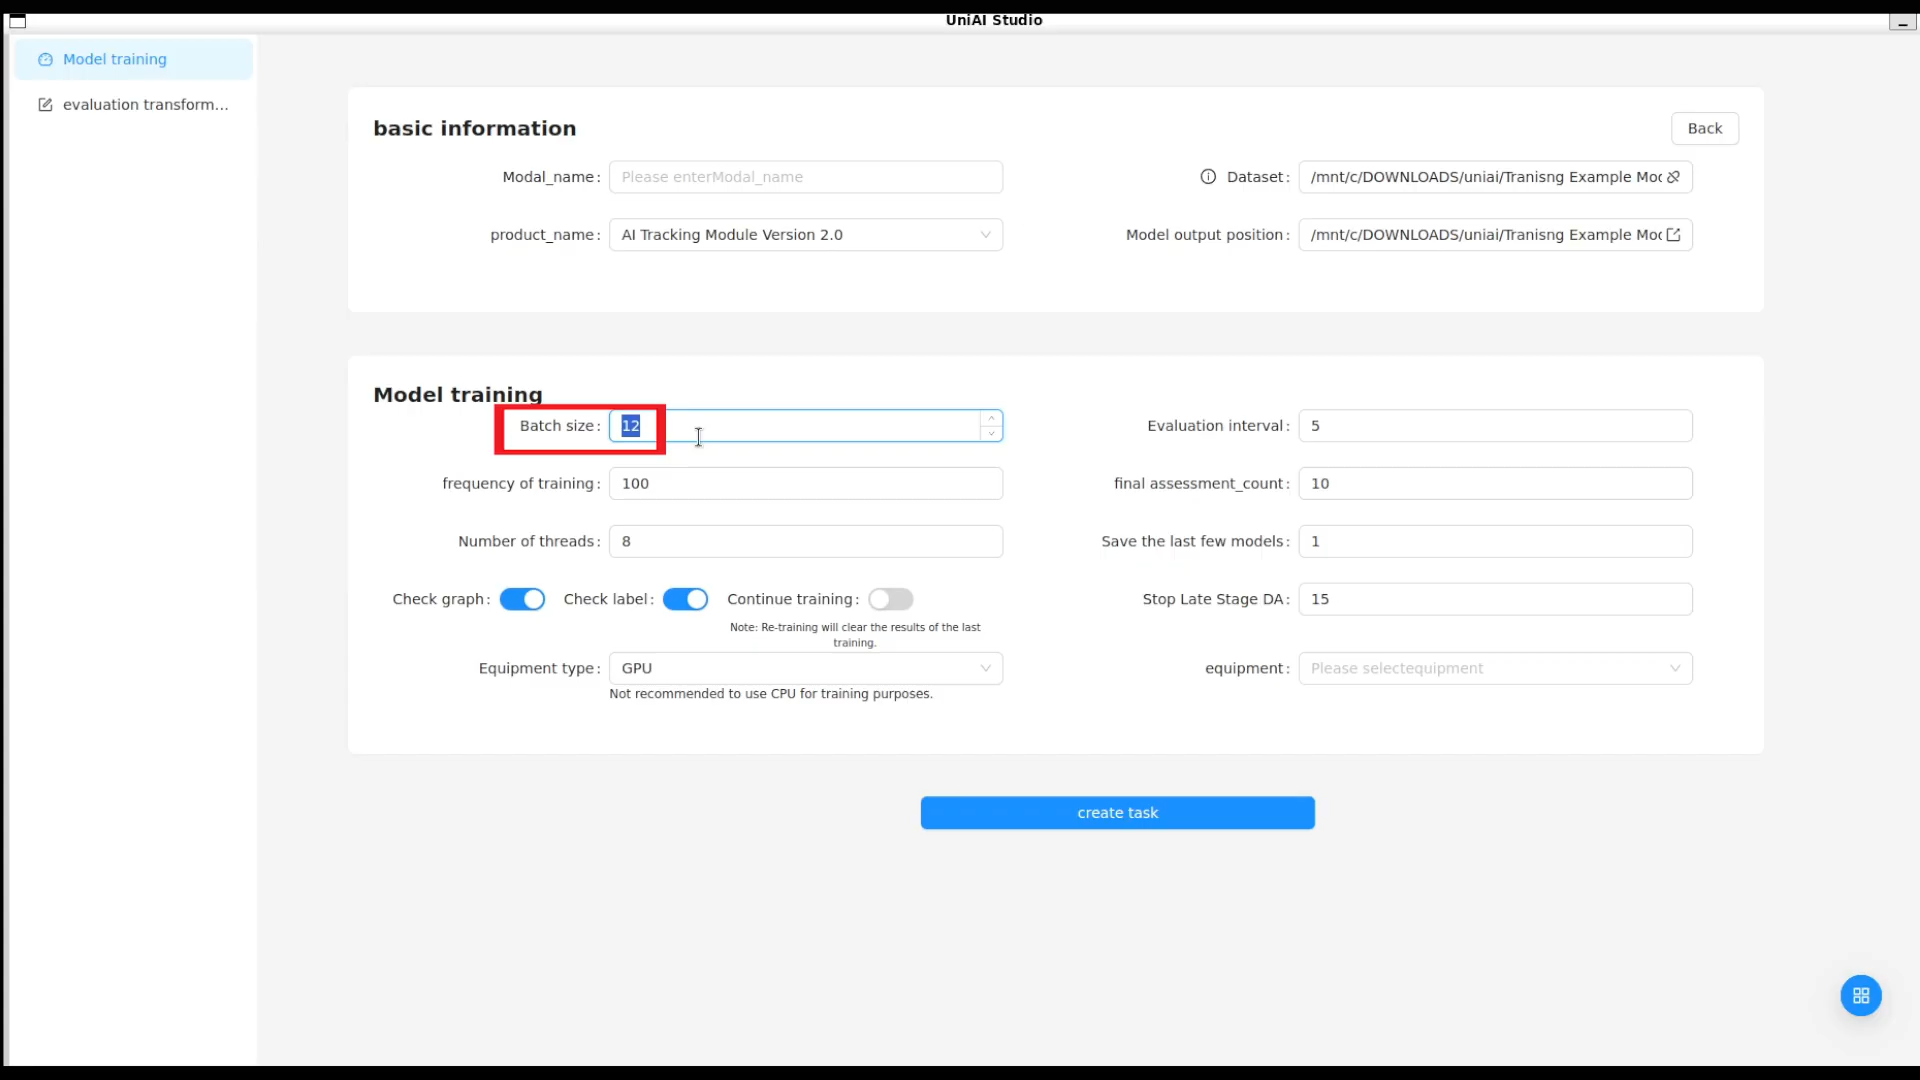 UniAI Studio
Model training
evaluation transform...
basic information
Back
Modal_name:
Please enterModal_name
Dataset:
/mnt/c/DOWNLOADS/uniai/Tranisng Example Moc
product_name:
AI Tracking Module Version 2.0
Model output position:
/mnt/c/DOWNLOADS/uniai/Tranisng Example Moc
Model training
Batch size:
12
Evaluation interval:
5
frequency of training:
100
final assessment_count:
10
Number of threads:
8
Save the last few models:
1
Check graph:
Check label:
Continue training:
Note: Re-training will clear the results of the last
training.
Stop Late Stage DA:
15
Equipment type:
GPU
Not recommended to use CPU for training purposes.
equipment:
Please selectequipment
create task